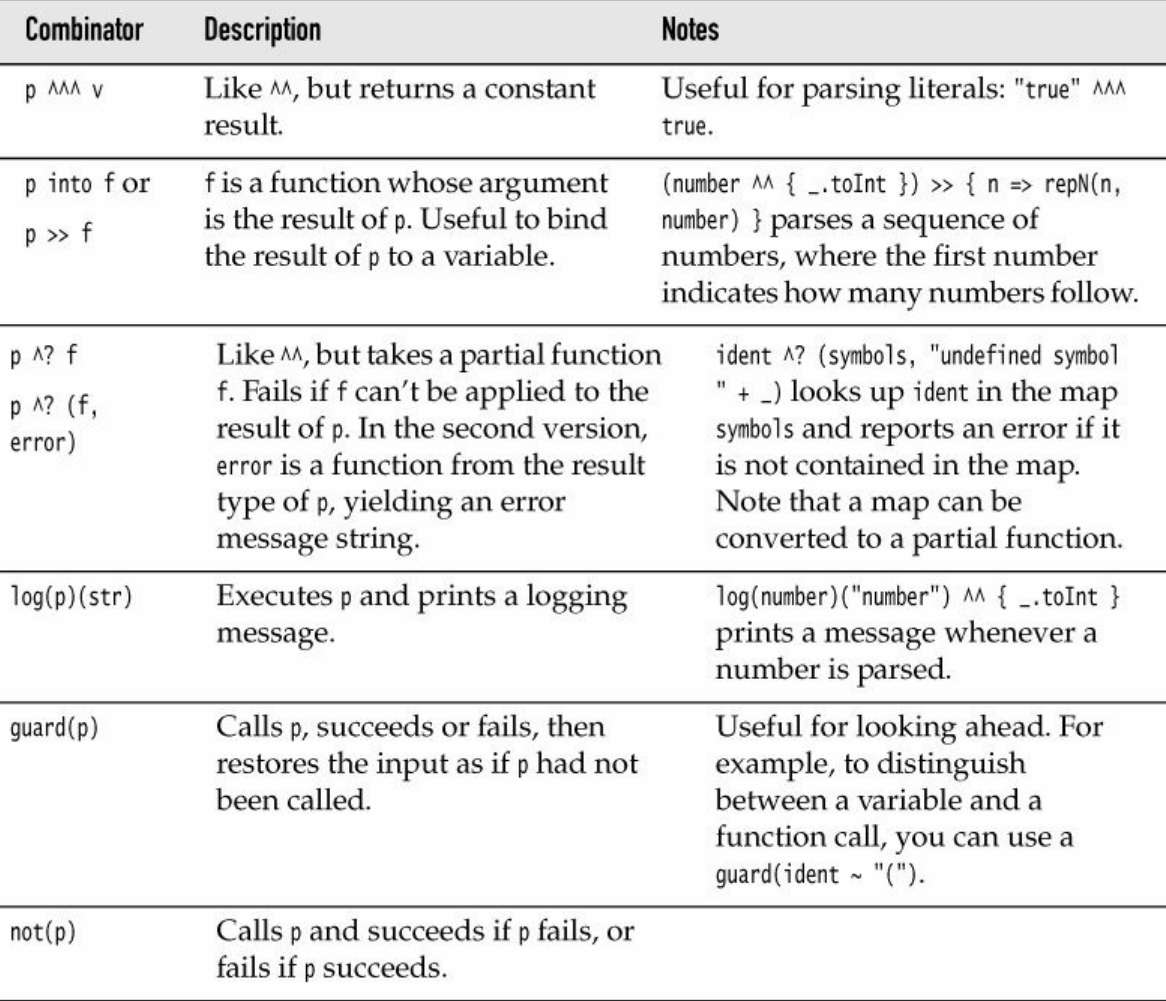 Combinator Description Notes
p ^^^ v Like ^^, but returns a constant Useful for parsing literals: "true" ^^^
result. true.
p into f or f is a function whose argument (number ^^ { _.toInt }) >> { n => repN(n,
is the result of p. Useful to bind number) } parses a sequence of
p >> f the result of p to a variable. numbers, where the first number
indicates how many numbers follow.
p ^? f Like ^^, but takes a partial function ident ^? (symbols, "undefined symbol
p ^? (f, f. Fails if f can't be applied to the " + _) looks up ident in the map
error) result of p. In the second version, symbols and reports an error if it
error is a function from the result is not contained in the map.
type of p, yielding an error Note that a map can be
message string. converted to a partial function.
log(p)(str) Executes p and prints a logging log(number)("number") ^^ { _.toInt }
message. prints a message whenever a
number is parsed.
guard(p) Calls p, succeeds or fails, then Useful for looking ahead. For
restores the input as if p had not example, to distinguish
been called. between a variable and a
function call, you can use a
guard(ident ~ "(").
not(p) Calls p and succeeds if p fails, or
fails if p succeeds.